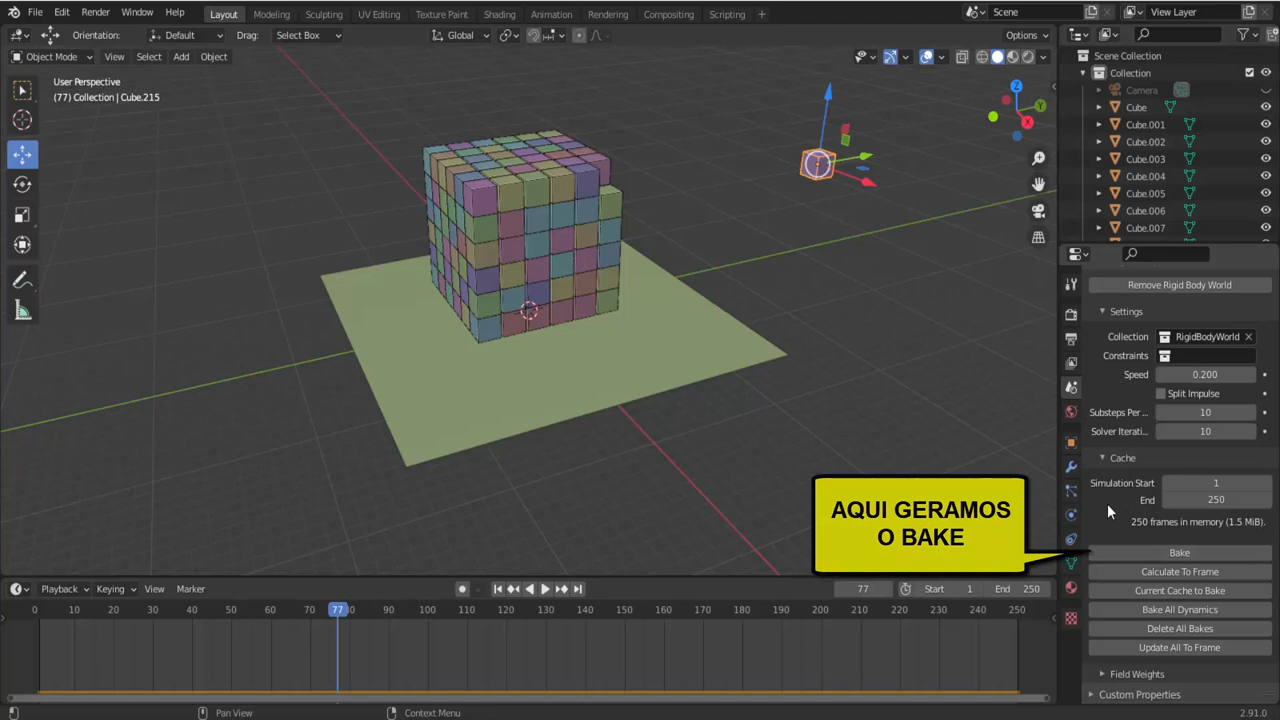 File Edit Render Window Help
Layout Modeling Sculpting UV Editing Texture Paint Shading Animation Rendering Compositing Scripting +
Scene
View Layer
Orientation: Default Drag: Select Box Global Options
Object Mode View Select Add Object
User Perspective
(77) Collection | Cube.215
Z
Y
X
Scene Collection
Collection
Camera
Cube
Cube.001
Cube.002
Cube.003
Cube.004
Cube.005
Cube.006
Cube.007
Remove Rigid Body World
Settings
Collection RigidBodyWorld
Constraints
Speed 0.200
Split Impulse
Substeps Per ... 10
Solver Iterati... 10
Cache
Simulation Start 1
End 250
250 frames in memory (1.5 MiB).
Bake
Calculate To Frame
Current Cache to Bake
Bake All Dynamics
Delete All Bakes
Update All To Frame
Field Weights
Custom Properties
AQUI GERAMOS
O BAKE
Playback Keying View Marker 77 Start 1 End 250
0 10 20 30 40 50 60 70 77 80 90 100 110 120 130 140 150 160 170 180 190 200 210 220 230 240 250
Pan View Context Menu 2.91.0